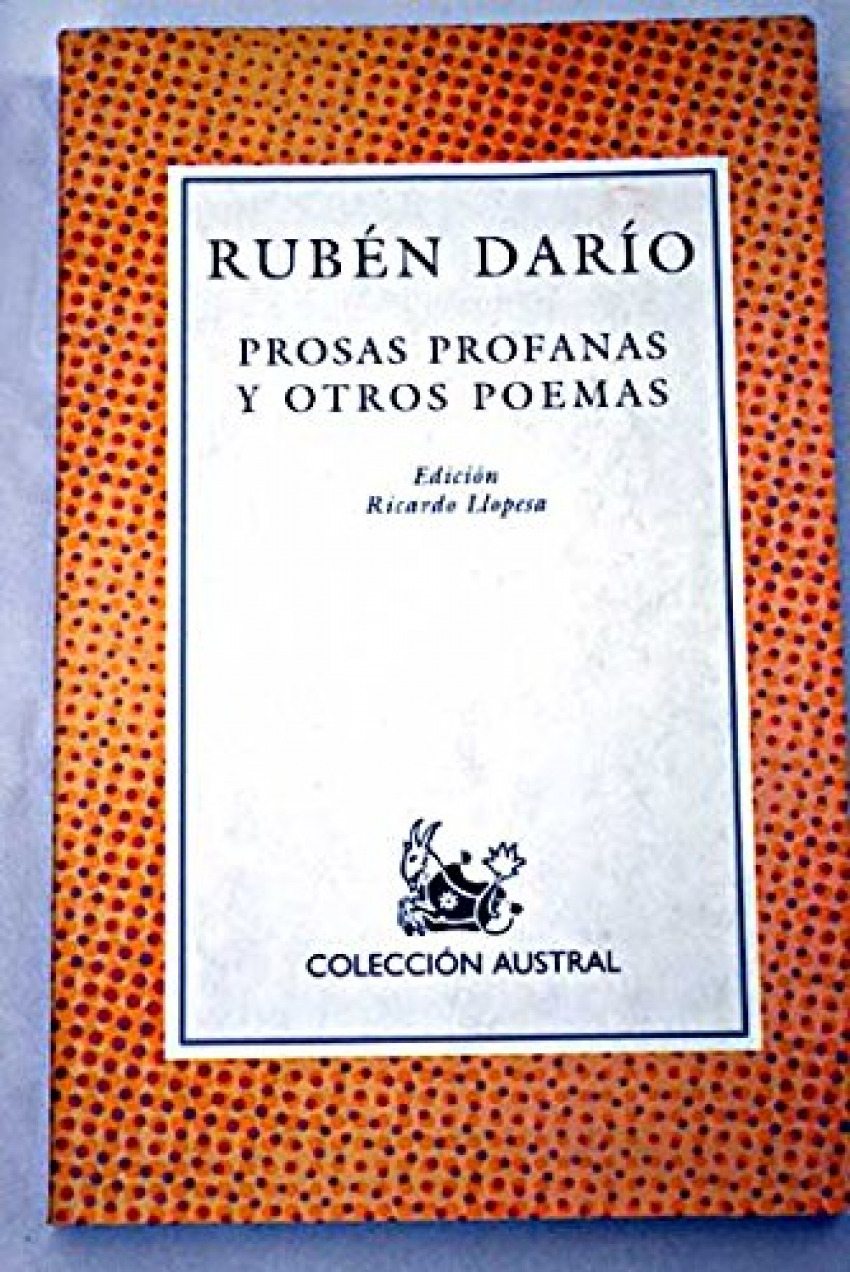 RUBÉN DARÍO
PROSAS PROFANAS
Y OTROS POEMAS
Edición
Ricardo Llopesa
COLECCIÓN AUSTRAL